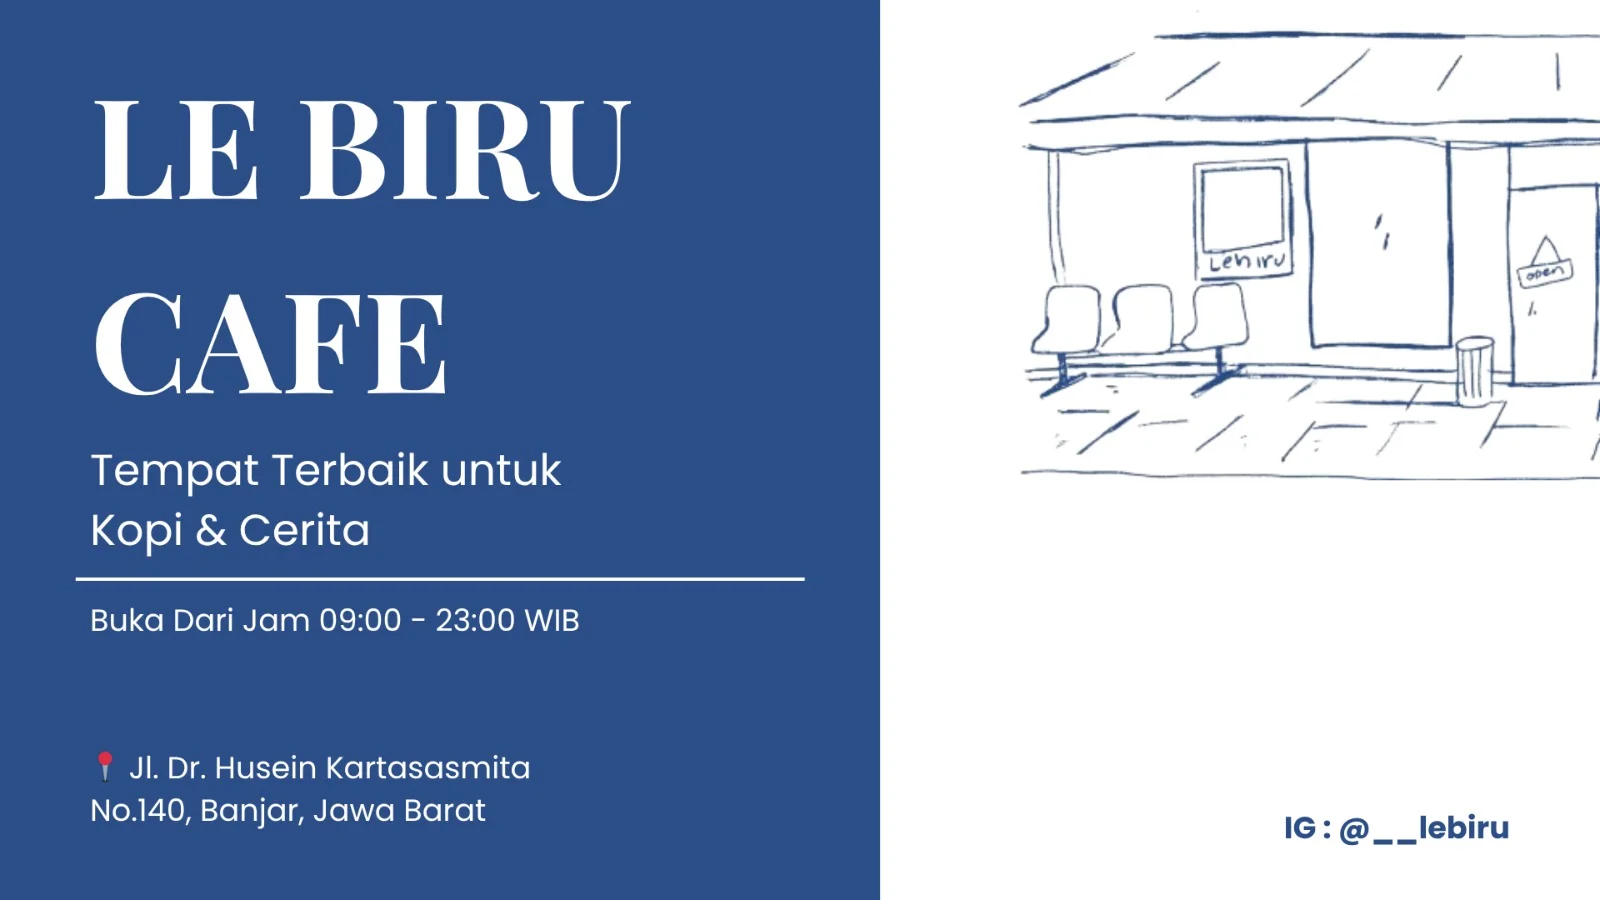 LE BIRU
CAFE
Tempat Terbaik untuk
Kopi & Cerita
Buka Dari Jam 09:00 - 23:00 WIB
📍 Jl. Dr. Husein Kartasasmita
No.140, Banjar, Jawa Barat
Lebiru
open
IG : @__lebiru